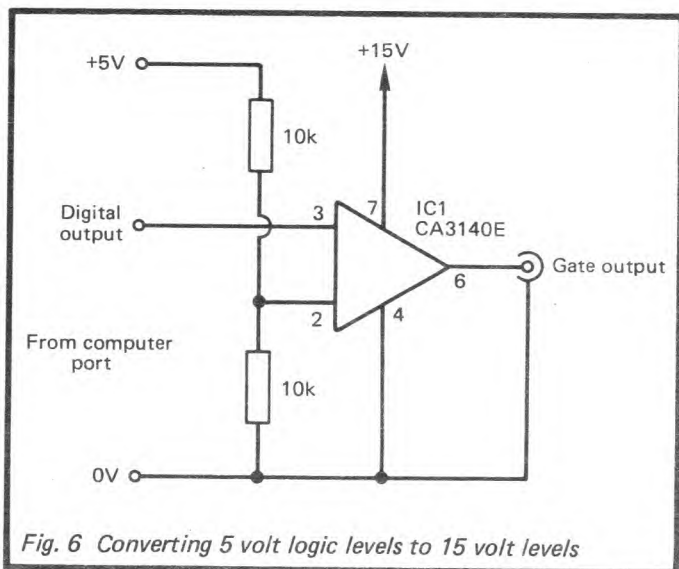 +5V
+15V
10k
Digital
output
3
7
IC1
CA3140E
6
Gate output
2
4
From computer
port
10k
0V
Fig. 6 Converting 5 volt logic levels to 15 volt levels